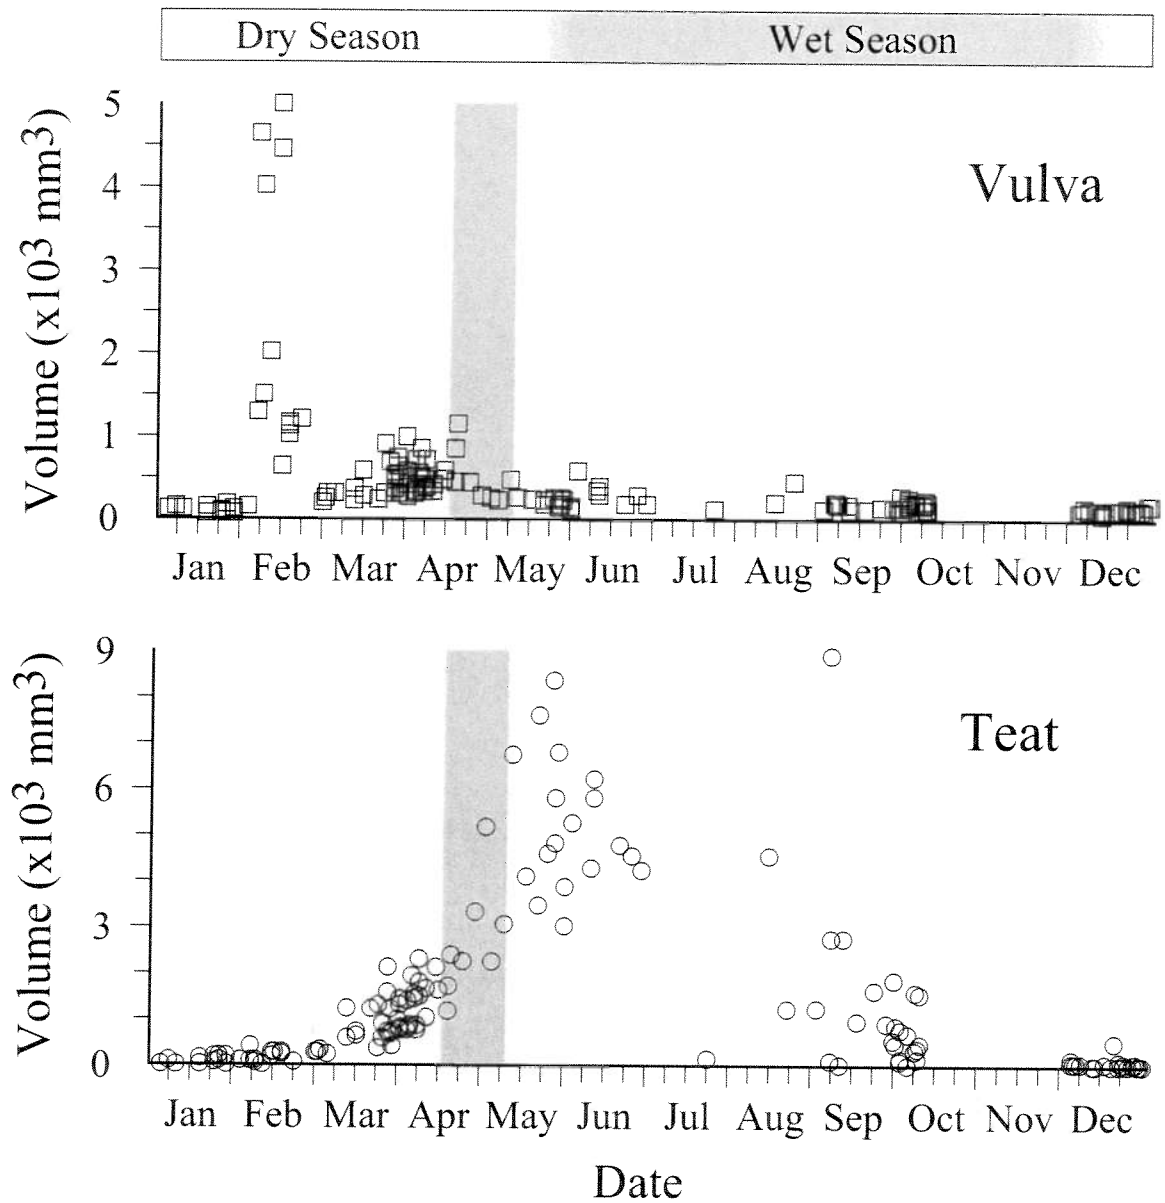 Dry Season Wet Season
Vulva
Volume (x10³ mm³)
5
4
3
2
1
0
Jan Feb Mar Apr May Jun Jul Aug Sep Oct Nov Dec
Teat
Volume (x10³ mm³)
9
6
3
0
Jan Feb Mar Apr May Jun Jul Aug Sep Oct Nov Dec
Date